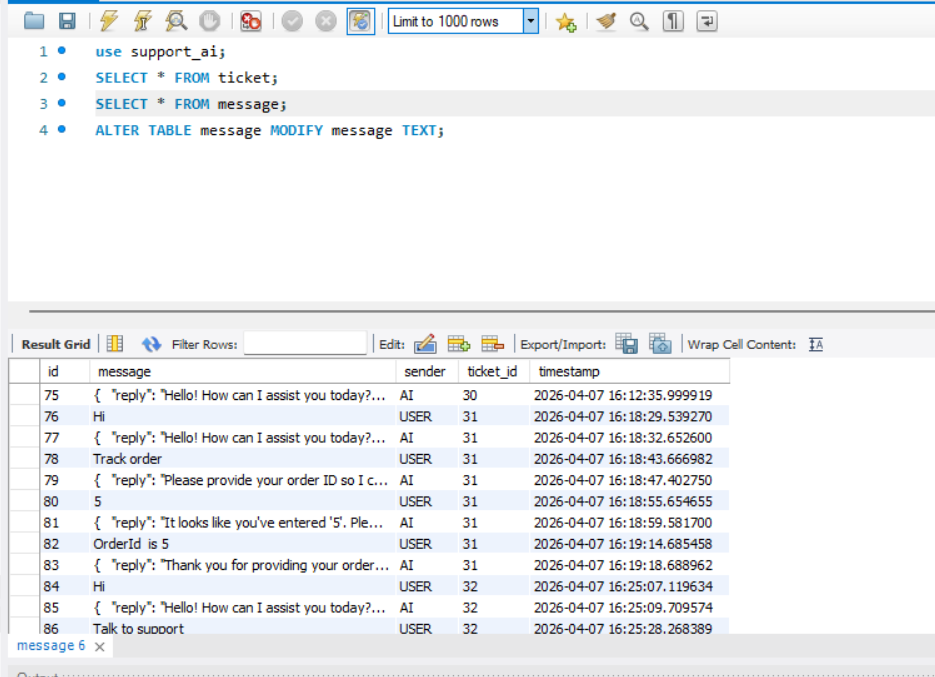 Limit to 1000 rows
1 use support_ai;
2 SELECT * FROM ticket;
3 SELECT * FROM message;
4 ALTER TABLE message MODIFY message TEXT;
Result Grid Filter Rows: Edit: Export/Import: Wrap Cell Content:
id message sender ticket_id timestamp
75 { "reply": "Hello! How can I assist you today?... AI 30 2026-04-07 16:12:35.999919
76 Hi USER 31 2026-04-07 16:18:29.539270
77 { "reply": "Hello! How can I assist you today?... AI 31 2026-04-07 16:18:32.652600
78 Track order USER 31 2026-04-07 16:18:43.666982
79 { "reply": "Please provide your order ID so I c... AI 31 2026-04-07 16:18:47.402750
80 5 USER 31 2026-04-07 16:18:55.654655
81 { "reply": "It looks like you've entered '5'. Ple... AI 31 2026-04-07 16:18:59.581700
82 OrderId is 5 USER 31 2026-04-07 16:19:14.685458
83 { "reply": "Thank you for providing your order... AI 31 2026-04-07 16:19:18.688962
84 Hi USER 32 2026-04-07 16:25:07.119634
85 { "reply": "Hello! How can I assist you today?... AI 32 2026-04-07 16:25:09.709574
86 Talk to support USER 32 2026-04-07 16:25:28.268389
message 6